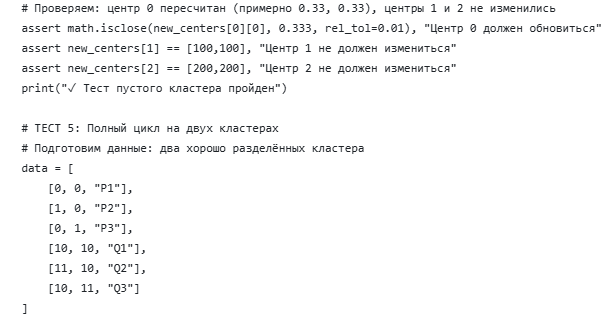 # Проверяем: центр 0 пересчитан (примерно 0.33, 0.33), центры 1 и 2 не изменились
assert math.isclose(new_centers[0][0], 0.333, rel_tol=0.01), "Центр 0 должен обновиться"
assert new_centers[1] == [100,100], "Центр 1 не должен измениться"
assert new_centers[2] == [200,200], "Центр 2 не должен измениться"
print("✓ Тест пустого кластера пройден")
# ТЕСТ 5: Полный цикл на двух кластерах
# Подготовим данные: два хорошо разделённых кластера
data = [
[0, 0, "P1"],
[1, 0, "P2"],
[0, 1, "P3"],
[10, 10, "Q1"],
[11, 10, "Q2"],
[10, 11, "Q3"]
]